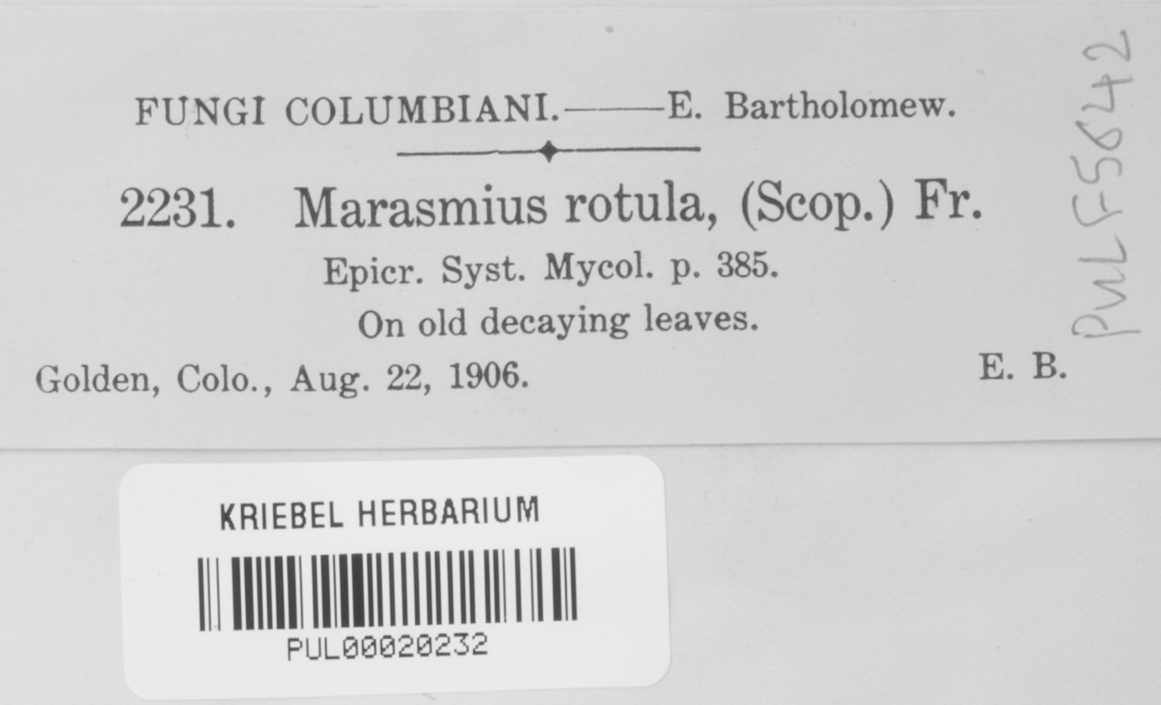 FUNGI COLUMBIANI.——E. Bartholomew.
2231. Marasmius rotula, (Scop.) Fr.
Epicr. Syst. Mycol. p. 385.
On old decaying leaves.
Golden, Colo., Aug. 22, 1906. E. B.
PUL F5642
KRIEBEL HERBARIUM
PUL00020232